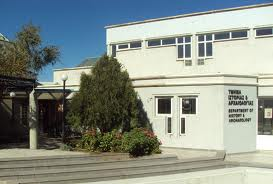 ΤΜΗΜΑ
ΙΣΤΟΡΙΑΣ &
ΑΡΧΑΙΟΛΟΓΙΑΣ
DEPARTMENT OF
HISTORY &
ARCHAEOLOGY